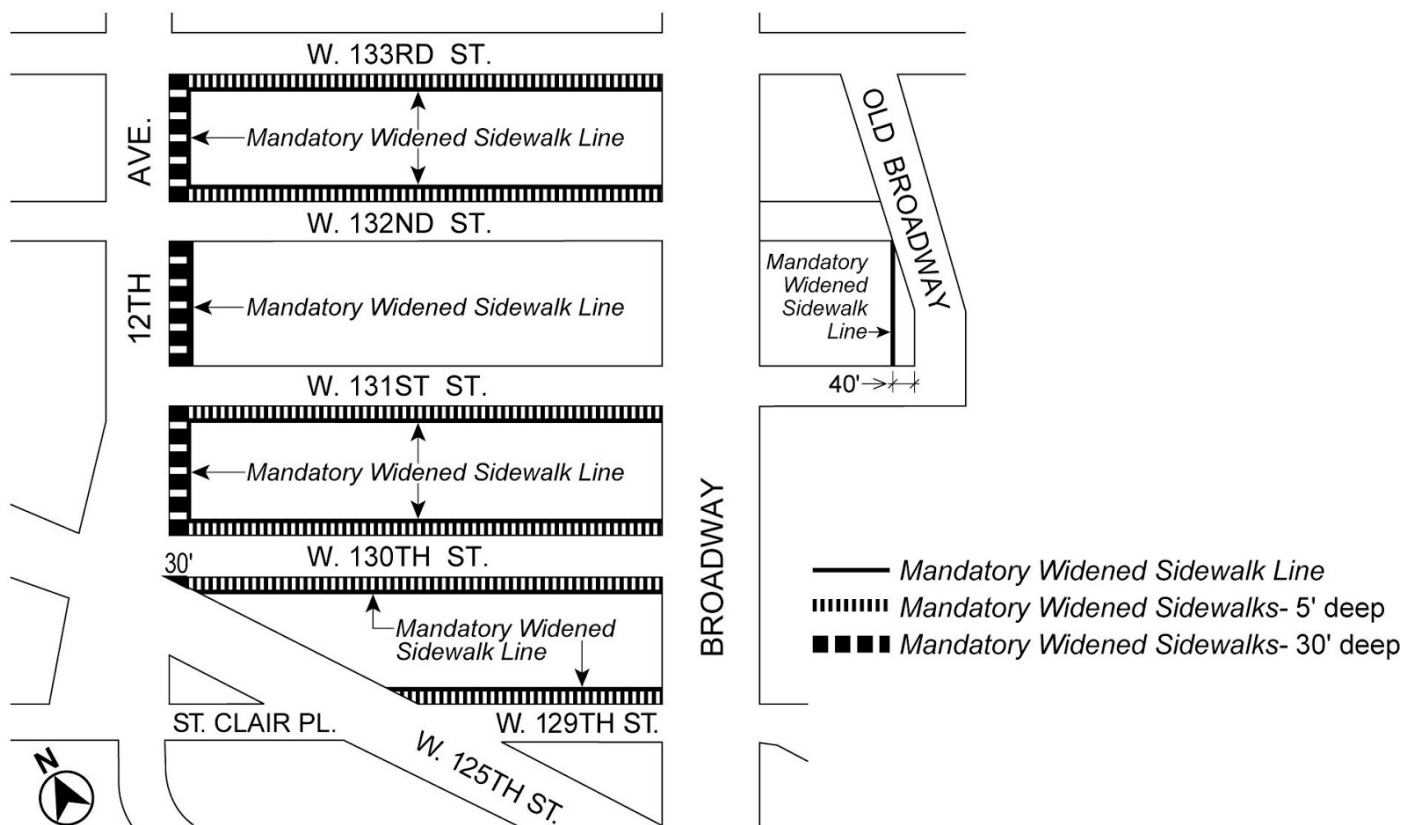 W. 133RD ST.
Mandatory Widened Sidewalk Line
AVE.
OLD BROADWAY
W. 132ND ST.
12TH
Mandatory Widened Sidewalk Line
Mandatory
Widened
Sidewalk
Line
W. 131ST ST.
40'
Mandatory Widened Sidewalk Line
BROADWAY
W. 130TH ST.
30'
Mandatory Widened
Sidewalk Line
Mandatory Widened Sidewalk Line
Mandatory Widened Sidewalks- 5' deep
Mandatory Widened Sidewalks- 30' deep
ST. CLAIR PL.
W. 129TH ST.
W. 125TH ST.
N